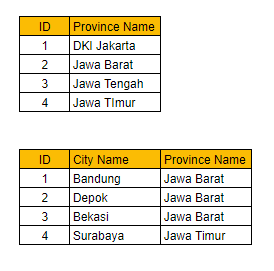 ID Province Name
1 DKI Jakarta
2 Jawa Barat
3 Jawa Tengah
4 Jawa TImur
ID City Name Province Name
1 Bandung Jawa Barat
2 Depok Jawa Barat
3 Bekasi Jawa Barat
4 Surabaya Jawa Timur